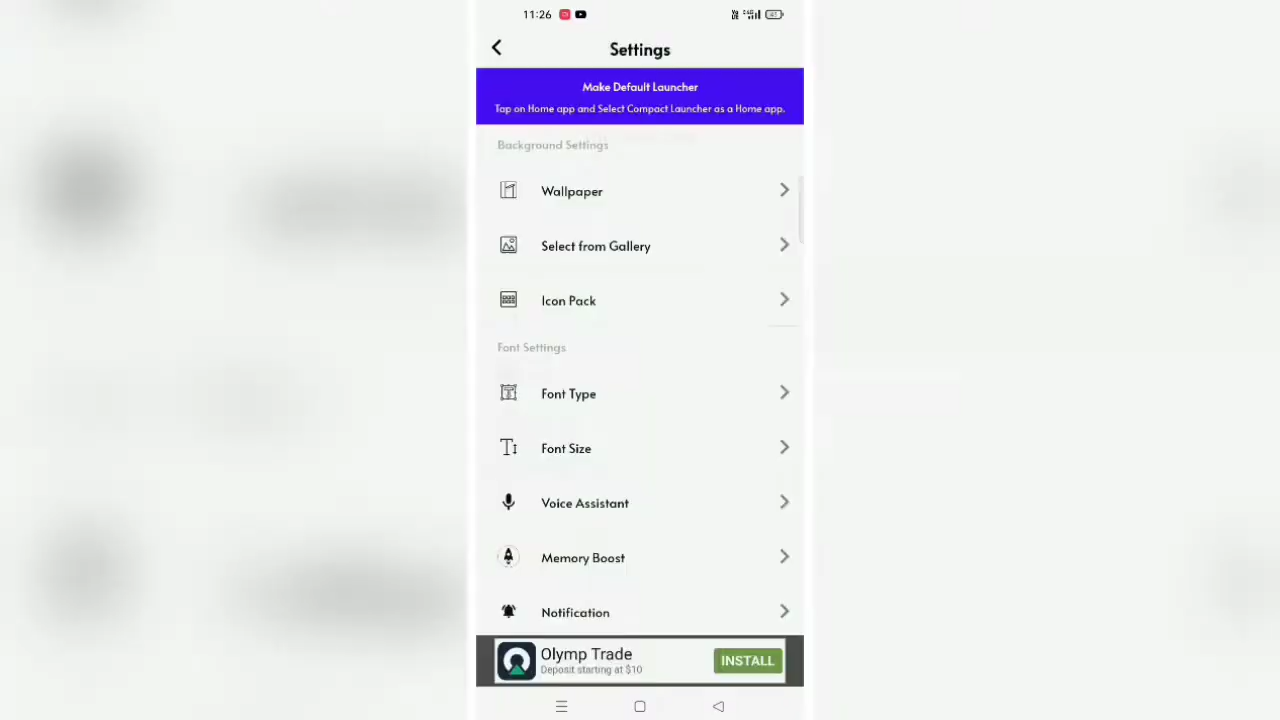 11:26
Settings
Make Default Launcher
Tap on Home app and Select Compact Launcher as a Home app.
Background Settings
Wallpaper
Select from Gallery
Icon Pack
Font Settings
Font Type
Font Size
Voice Assistant
Memory Boost
Notification
Olymp Trade
Deposit starting at $10
INSTALL